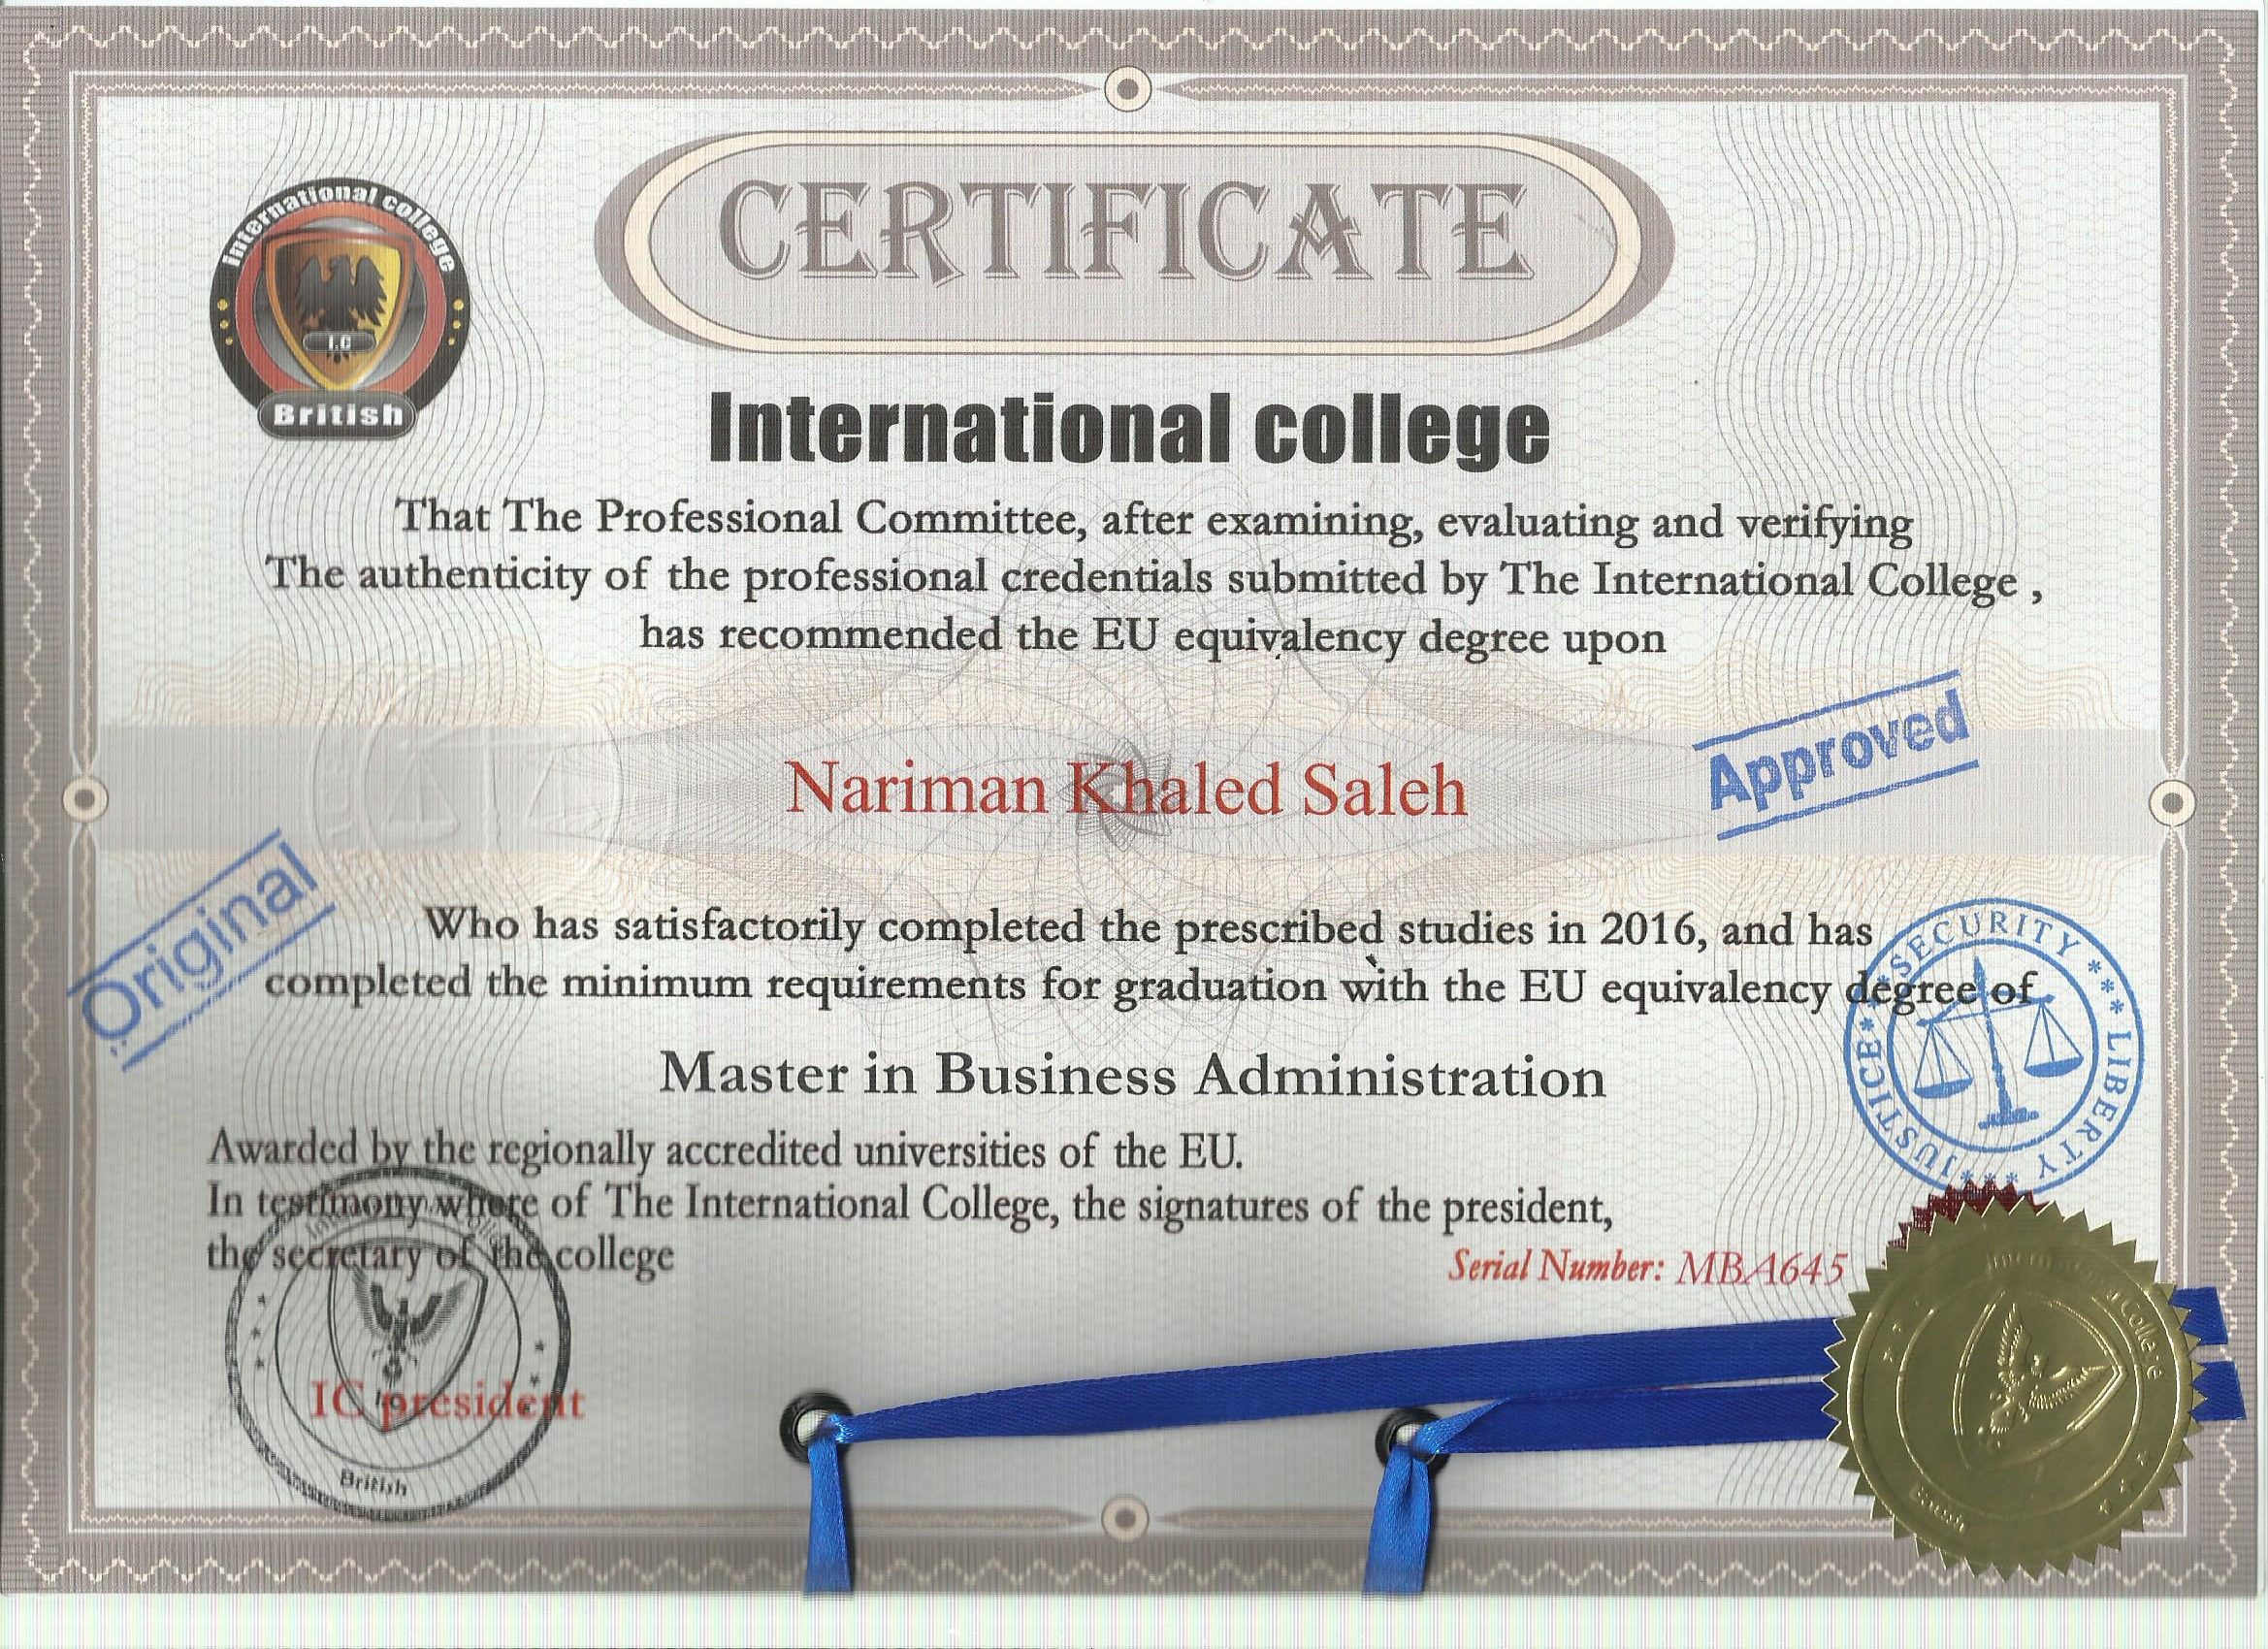 International college
I.C
British
CERTIFICATE
International college
That The Professional Committee, after examining, evaluating and verifying
The authenticity of the professional credentials submitted by The International College ,
has recommended the EU equivalency degree upon
Approved
Nariman Khaled Saleh
Original
Who has satisfactorily completed the prescribed studies in 2016, and has
completed the minimum requirements for graduation with the EU equivalency degree of
*SECURITY***LIBERTY***JUSTICE*
Master in Business Administration
Awarded by the regionally accredited universities of the EU.
In testimony where of The International College, the signatures of the president,
the secretary of the college
Serial Number: MBA645
IC president
British
International College
British